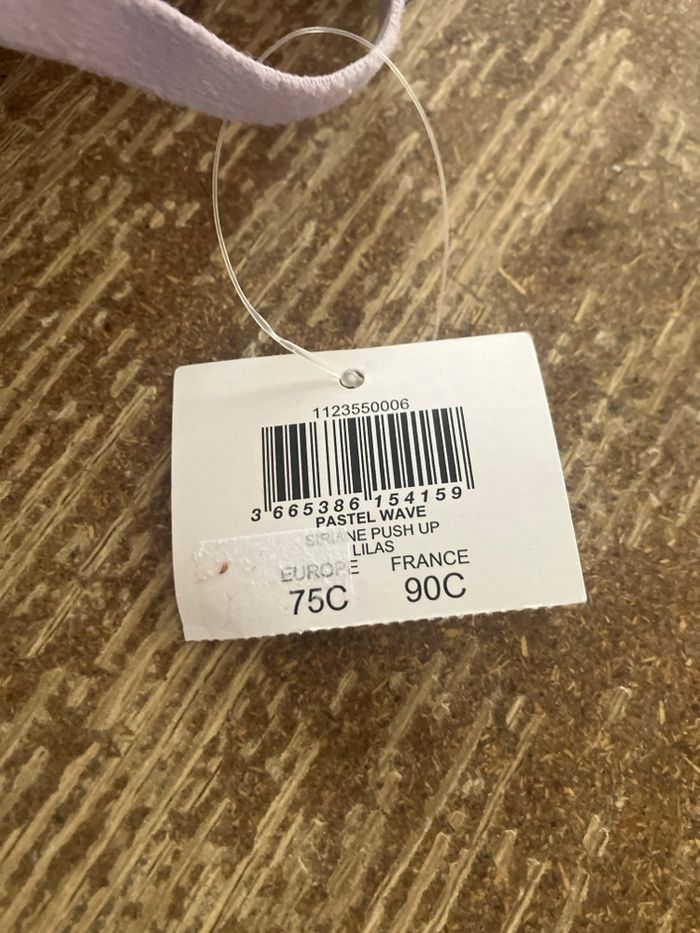 1123550006
3 665386 154159
PASTEL WAVE
SIRIANE PUSH UP
LILAS
EUROPE FRANCE
75C 90C